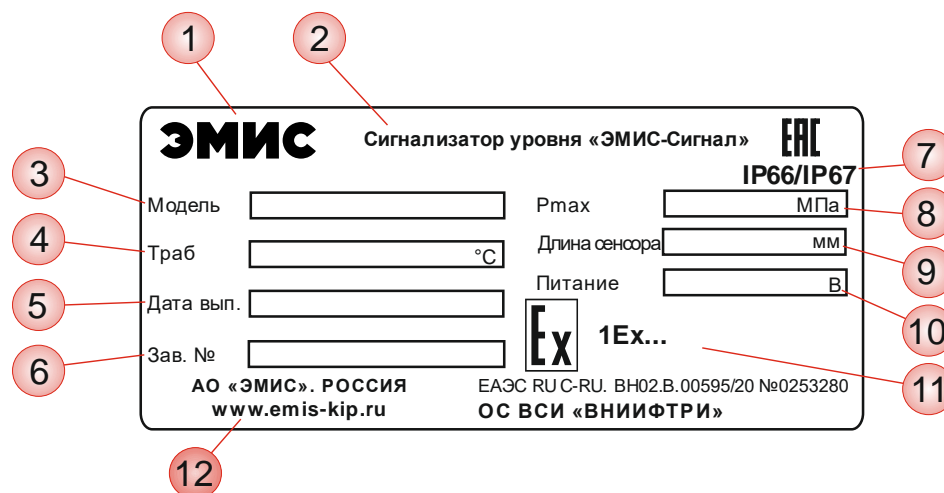 1
2
ЭМИС
Сигнализатор уровня «ЭМИС-Сигнал»
EAC
IP66/IP67
7
3
Модель
Pmax
МПа
8
4
Траб
°C
Длина сенсора
мм
9
5
Дата вып.
Питание
В
10
6
Зав. №
Ex
1Ex...
11
АО «ЭМИС». РОССИЯ
ЕАЭС RU C-RU. ВН02.В.00595/20 №0253280
www.emis-kip.ru
ОС ВСИ «ВНИИФТРИ»
12